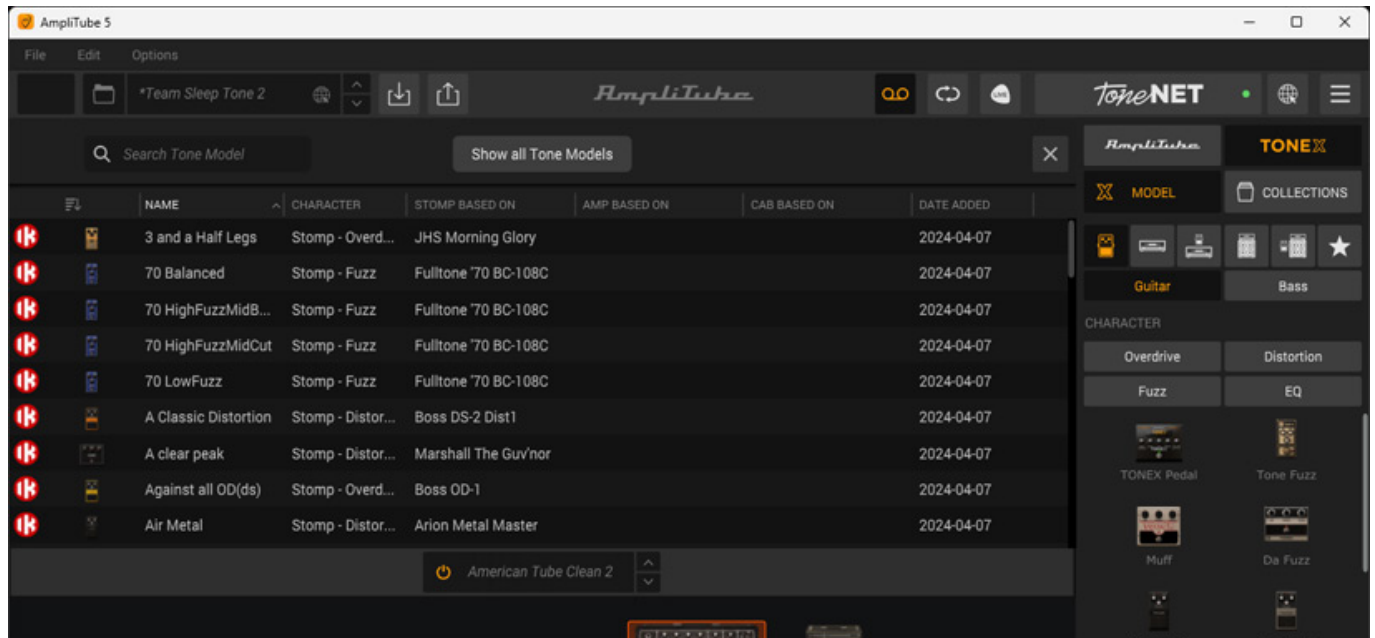 AmpliTube 5
File Edit Options
*Team Sleep Tone 2 AmpliTube LIVE toneNET
Search Tone Model Show all Tone Models AmpliTube TONEX
X MODEL COLLECTIONS
NAME CHARACTER STOMP BASED ON AMP BASED ON CAB BASED ON DATE ADDED
3 and a Half Legs Stomp - Overd... JHS Morning Glory 2024-04-07
70 Balanced Stomp - Fuzz Fulltone '70 BC-108C 2024-04-07
Guitar Bass
70 HighFuzzMidB... Stomp - Fuzz Fulltone '70 BC-108C 2024-04-07
CHARACTER
70 HighFuzzMidCut Stomp - Fuzz Fulltone '70 BC-108C 2024-04-07
Overdrive Distortion
70 LowFuzz Stomp - Fuzz Fulltone '70 BC-108C 2024-04-07
Fuzz EQ
A Classic Distortion Stomp - Distor... Boss DS-2 Dist1 2024-04-07
A clear peak Stomp - Distor... Marshall The Guv'nor 2024-04-07
TONEX Pedal Tone Fuzz
Against all OD(ds) Stomp - Overd... Boss OD-1 2024-04-07
Air Metal Stomp - Distor... Arion Metal Master 2024-04-07
Muff Da Fuzz
American Tube Clean 2